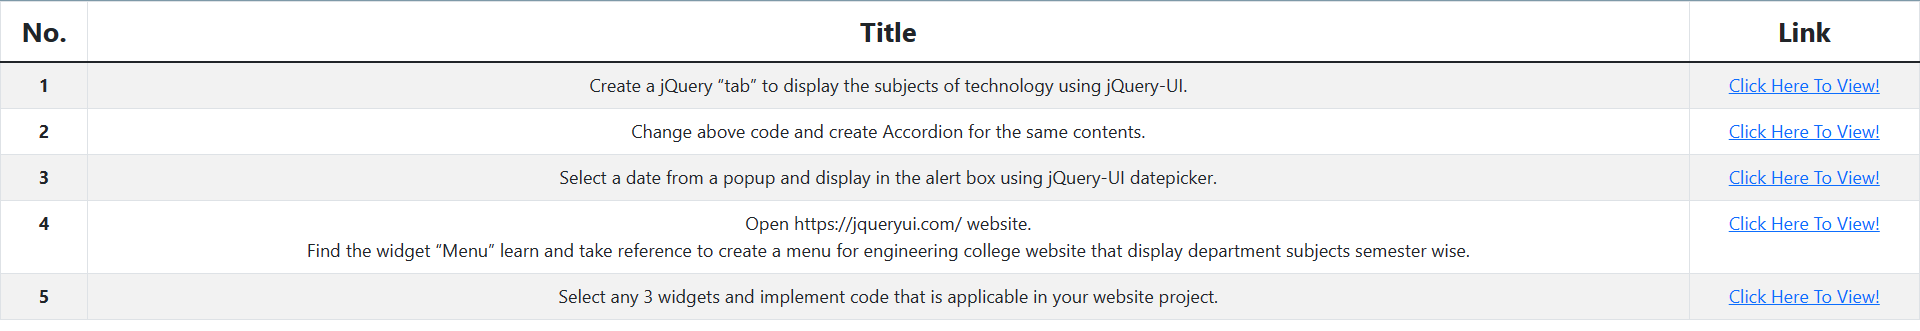 No. Title Link
1 Create a jQuery “tab” to display the subjects of technology using jQuery-UI. Click Here To View!
2 Change above code and create Accordion for the same contents. Click Here To View!
3 Select a date from a popup and display in the alert box using jQuery-UI datepicker. Click Here To View!
4 Open https://jqueryui.com/ website. Click Here To View!
Find the widget “Menu” learn and take reference to create a menu for engineering college website that display department subjects semester wise.
5 Select any 3 widgets and implement code that is applicable in your website project. Click Here To View!